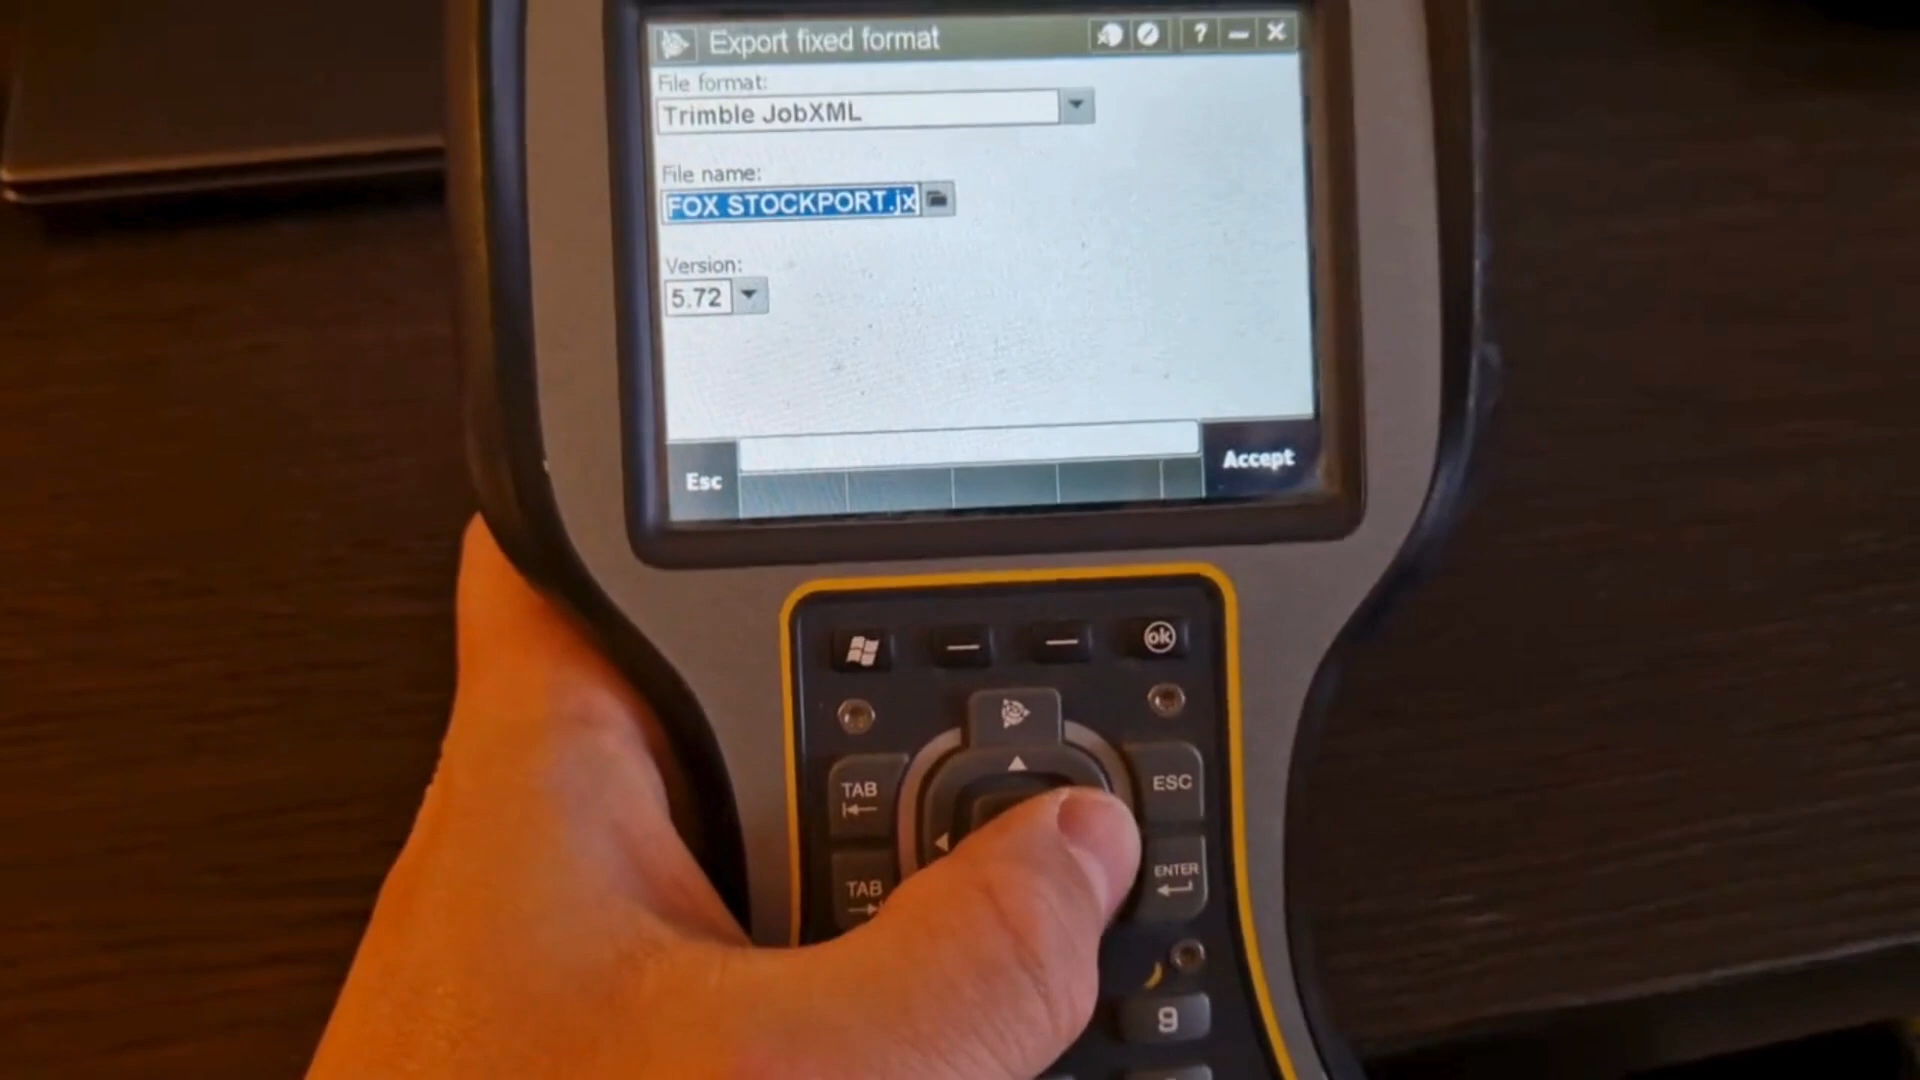 Export fixed format
? — X
File format:
Trimble JobXML
File name:
FOX STOCKPORT.jx
Version:
5.72
Esc
Accept
ok
TAB
ESC
TAB
ENTER
9